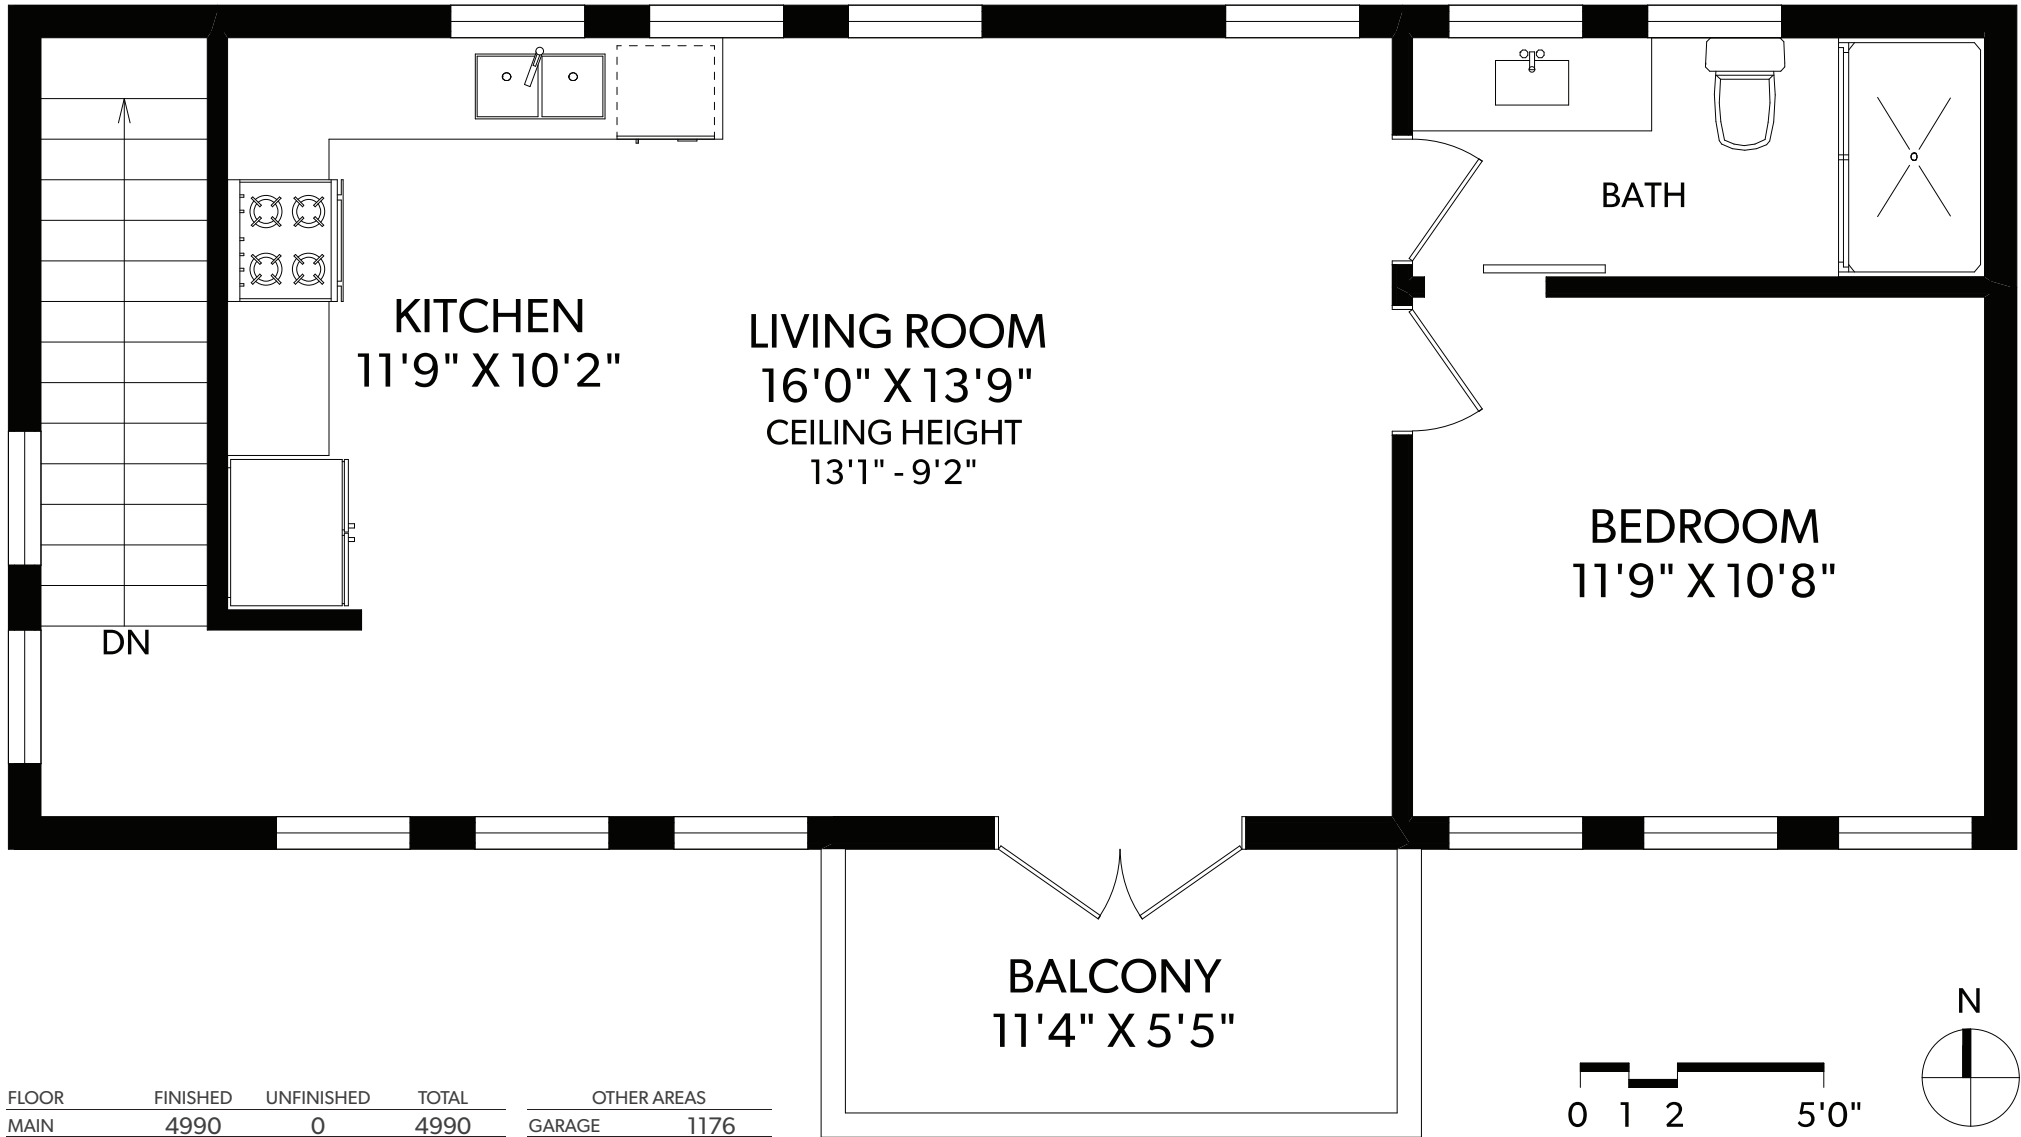 BATH
KITCHEN
11'9" X 10'2"
LIVING ROOM
16'0" X 13'9"
CEILING HEIGHT
13'1" - 9'2"
BEDROOM
11'9" X 10'8"
DN
BALCONY
11'4" X 5'5"
N
0 1 2 5'0"
FLOOR FINISHED UNFINISHED TOTAL
MAIN 4990 0 4990
OTHER AREAS
GARAGE 1176